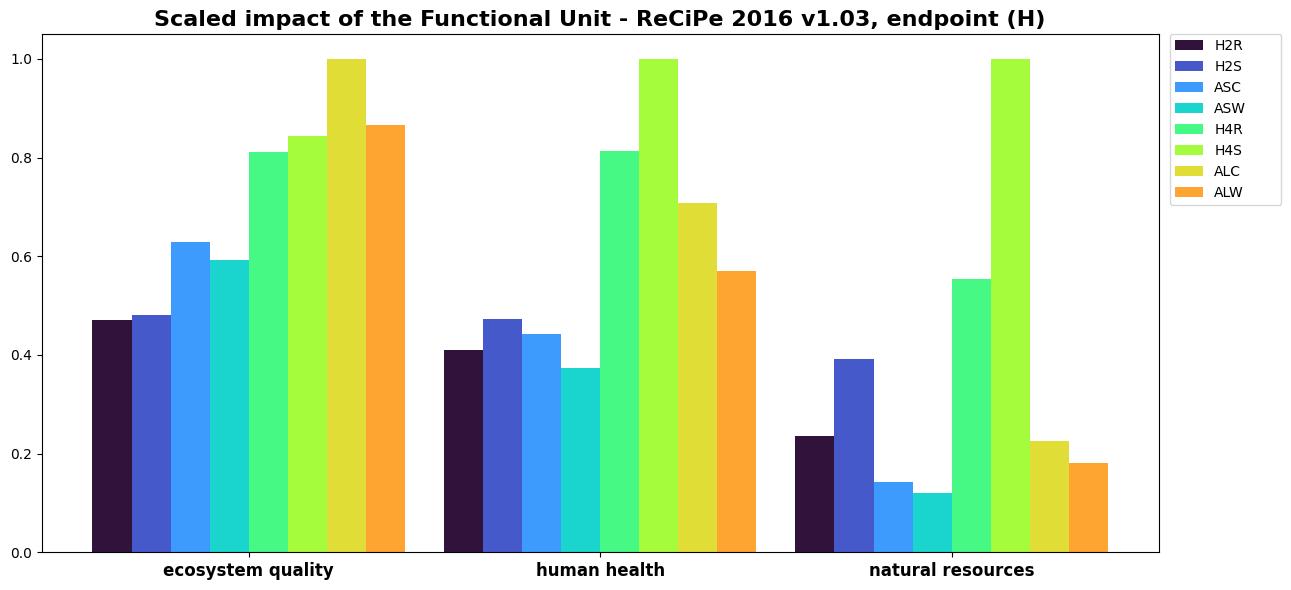 Scaled impact of the Functional Unit - ReCiPe 2016 v1.03, endpoint (H)
1.0
0.8
0.6
0.4
0.2
0.0
ecosystem quality
human health
natural resources
H2R
H2S
ASC
ASW
H4R
H4S
ALC
ALW